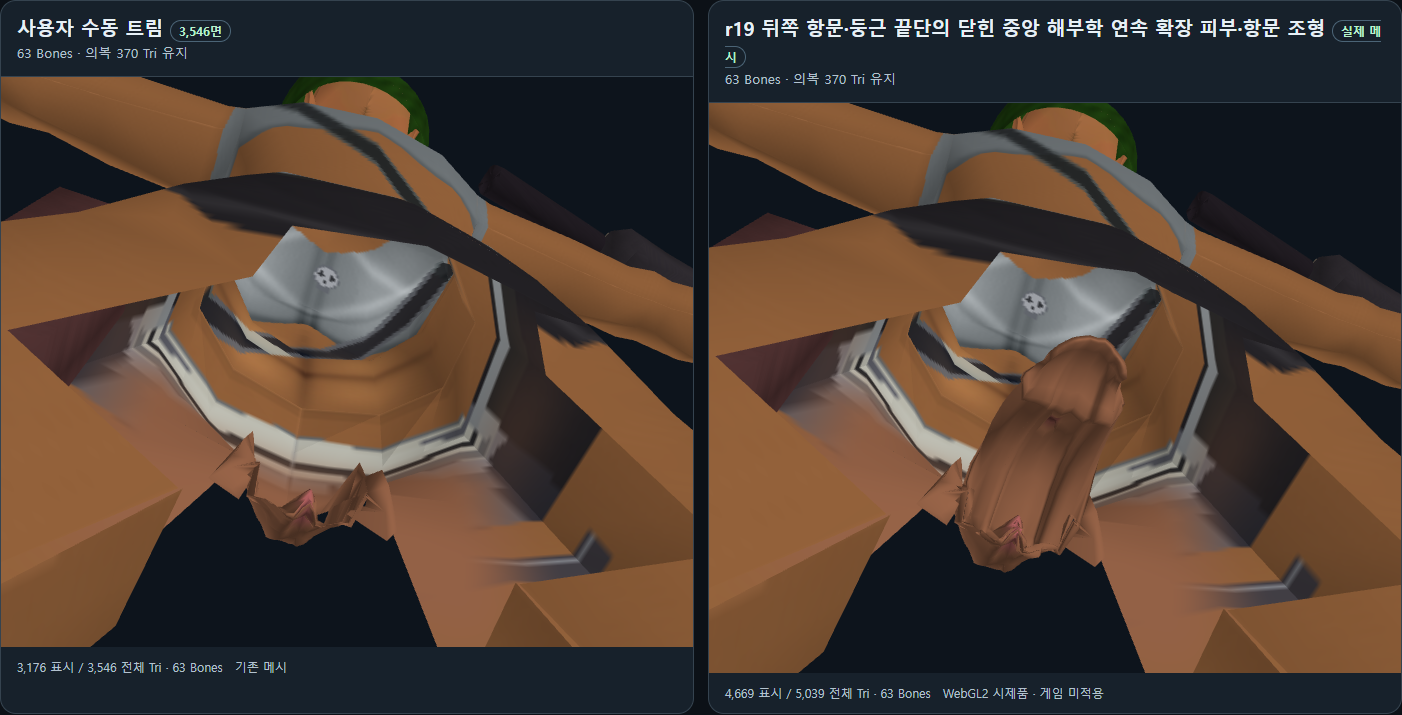 사용자 수동 트림 3,546면
63 Bones · 의복 370 Tri 유지
3,176 표시 / 3,546 전체 Tri · 63 Bones 기존 메시
r19 뒤쪽 항문·둥근 끝단의 닫힌 중앙 해부학 연속 확장 피부·항문 조형 실제 메
시
63 Bones · 의복 370 Tri 유지
4,669 표시 / 5,039 전체 Tri · 63 Bones WebGL2 시제품 · 게임 미적용